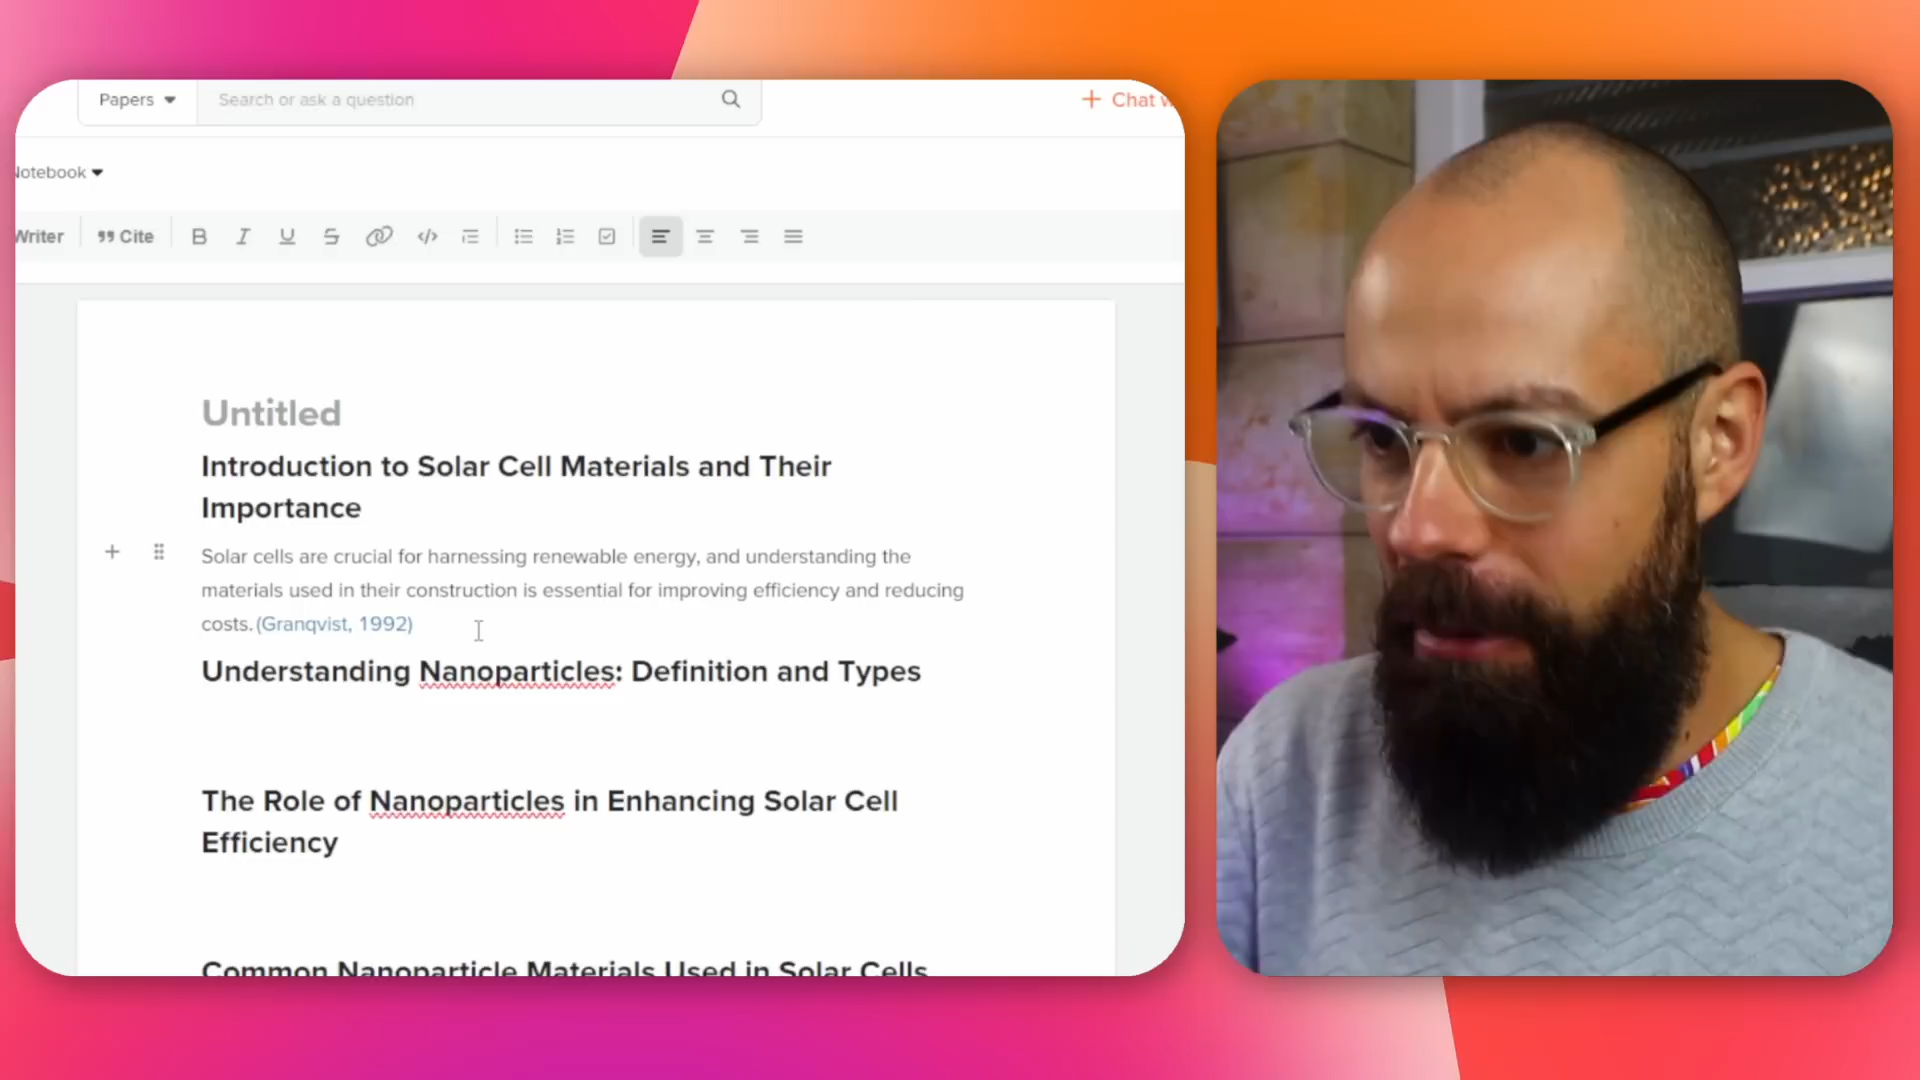 Papers
Search or ask a question
+ Chat
Notebook
Writer
Cite
B I U S
Untitled
Introduction to Solar Cell Materials and Their
Importance
Solar cells are crucial for harnessing renewable energy, and understanding the
materials used in their construction is essential for improving efficiency and reducing
costs. (Granqvist, 1992)
Understanding Nanoparticles: Definition and Types
The Role of Nanoparticles in Enhancing Solar Cell
Efficiency
Common Nanoparticle Materials Used in Solar Cells